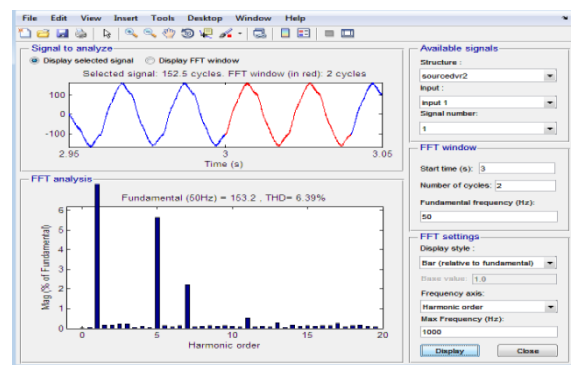 File Edit View Insert Tools Desktop Window Help
Signal to analyze
Display selected signal Display FFT window
Selected signal: 152.5 cycles. FFT window (in red): 2 cycles
100
0
-100
2.95 3 3.05
Time (s)
FFT analysis
Fundamental (50Hz) = 153.2 , THD= 6.39%
Mag (% of Fundamental)
6
5
4
3
2
1
0
0 5 10 15 20
Harmonic order
Available signals
Structure :
sourcedvr2
Input :
input 1
Signal number:
1
FFT window
Start time (s): 3
Number of cycles: 2
Fundamental frequency (Hz):
50
FFT settings
Display style :
Bar (relative to fundamental)
Base value: 1.0
Frequency axis:
Harmonic order
Max Frequency (Hz):
1000
Display Close